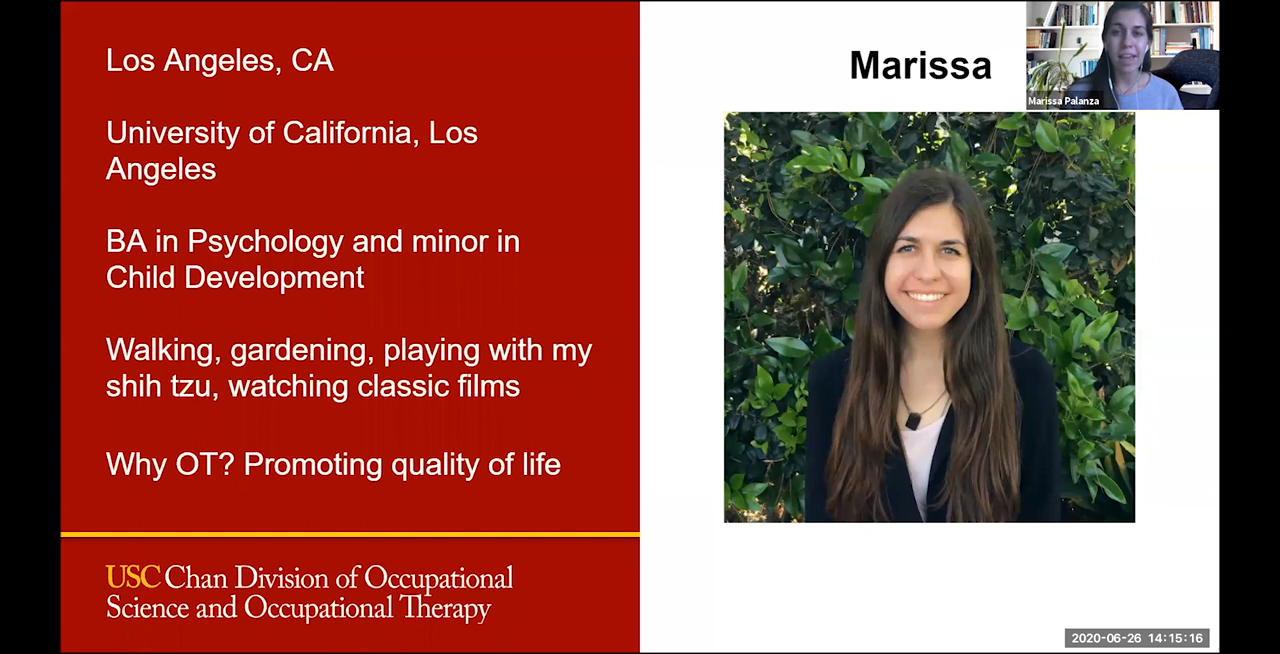 Los Angeles, CA
University of California, Los
Angeles
BA in Psychology and minor in
Child Development
Walking, gardening, playing with my
shih tzu, watching classic films
Why OT? Promoting quality of life
USC Chan Division of Occupational
Science and Occupational Therapy
Marissa
Marissa Palanza
2020-06-26 14:15:16